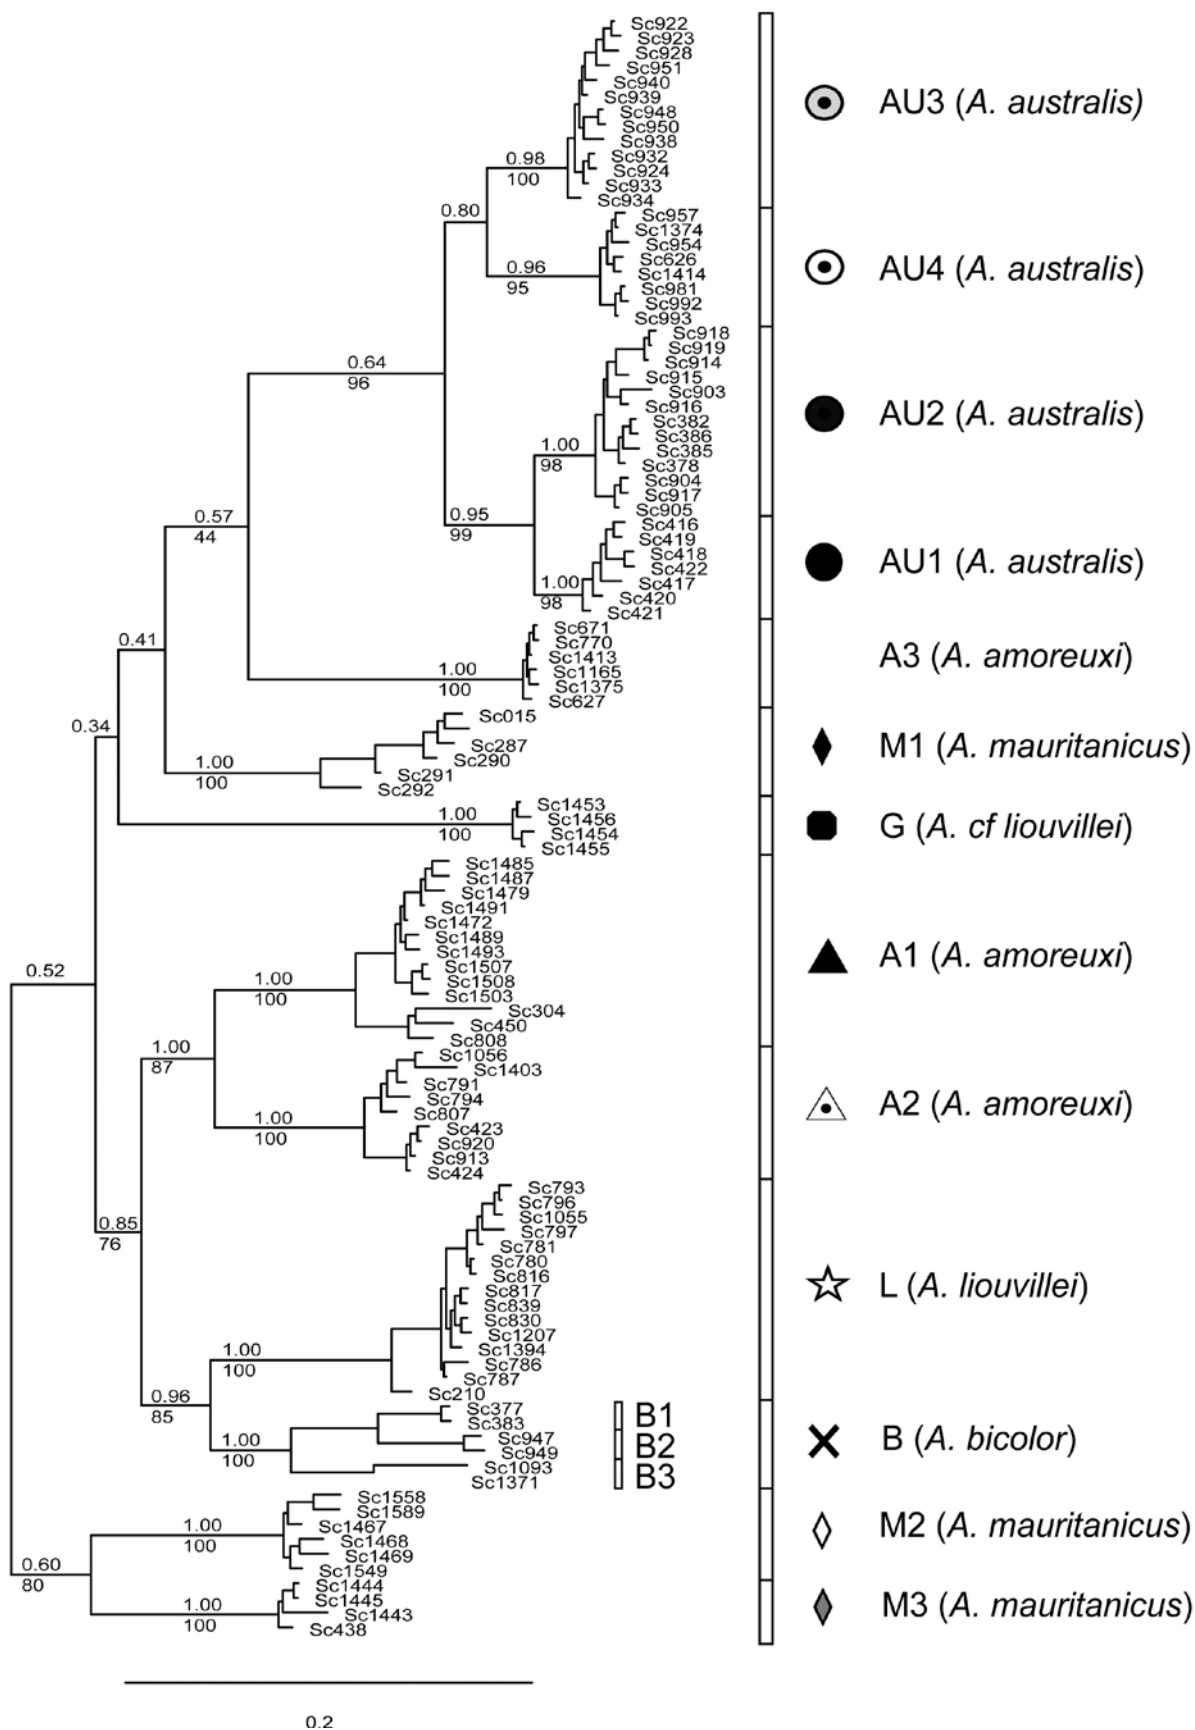 Sc922
Sc923
Sc928
Sc951
Sc940
Sc939
Sc948
Sc950
Sc938
Sc932
Sc924
Sc933
Sc934
0.98
100
AU3 (A. australis)
0.80
Sc957
Sc1374
Sc954
Sc626
Sc1414
Sc981
Sc992
Sc993
0.96
95
AU4 (A. australis)
0.64
96
Sc918
Sc919
Sc914
Sc915
Sc903
Sc916
Sc382
Sc386
Sc385
Sc378
Sc904
Sc917
Sc905
1.00
98
AU2 (A. australis)
0.95
99
Sc416
Sc419
Sc418
Sc422
Sc417
Sc420
Sc421
1.00
98
AU1 (A. australis)
0.57
44
Sc671
Sc770
Sc1413
Sc1165
Sc1375
Sc627
1.00
100
A3 (A. amoreuxi)
0.41
Sc015
Sc287
Sc290
Sc291
Sc292
1.00
100
M1 (A. mauritanicus)
0.34
Sc1453
Sc1456
Sc1454
Sc1455
1.00
100
G (A. cf liouvillei)
Sc1485
Sc1487
Sc1479
Sc1491
Sc1472
Sc1489
Sc1493
Sc1507
Sc1508
Sc1503
Sc304
Sc450
Sc808
1.00
100
A1 (A. amoreuxi)
0.52
1.00
87
Sc1056
Sc1403
Sc791
Sc794
Sc807
Sc423
Sc920
Sc913
Sc424
1.00
100
A2 (A. amoreuxi)
0.85
76
Sc793
Sc796
Sc1055
Sc797
Sc781
Sc780
Sc816
Sc817
Sc839
Sc830
Sc1207
Sc1394
Sc786
Sc787
Sc210
1.00
100
L (A. liouvillei)
0.96
85
Sc377
Sc383
Sc947
Sc949
Sc1093
Sc1371
1.00
100
B1
B2
B3
B (A. bicolor)
Sc1558
Sc1589
Sc1467
Sc1468
Sc1469
Sc1549
1.00
100
M2 (A. mauritanicus)
0.60
80
Sc1444
Sc1445
Sc1443
Sc438
1.00
100
M3 (A. mauritanicus)
0.2